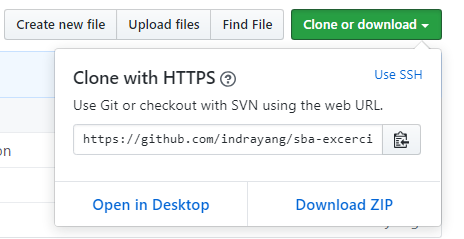 Create new file Upload files Find File Clone or download
Clone with HTTPS ? Use SSH
Use Git or checkout with SVN using the web URL.
https://github.com/indrayang/sba-excerci
on
Open in Desktop Download ZIP